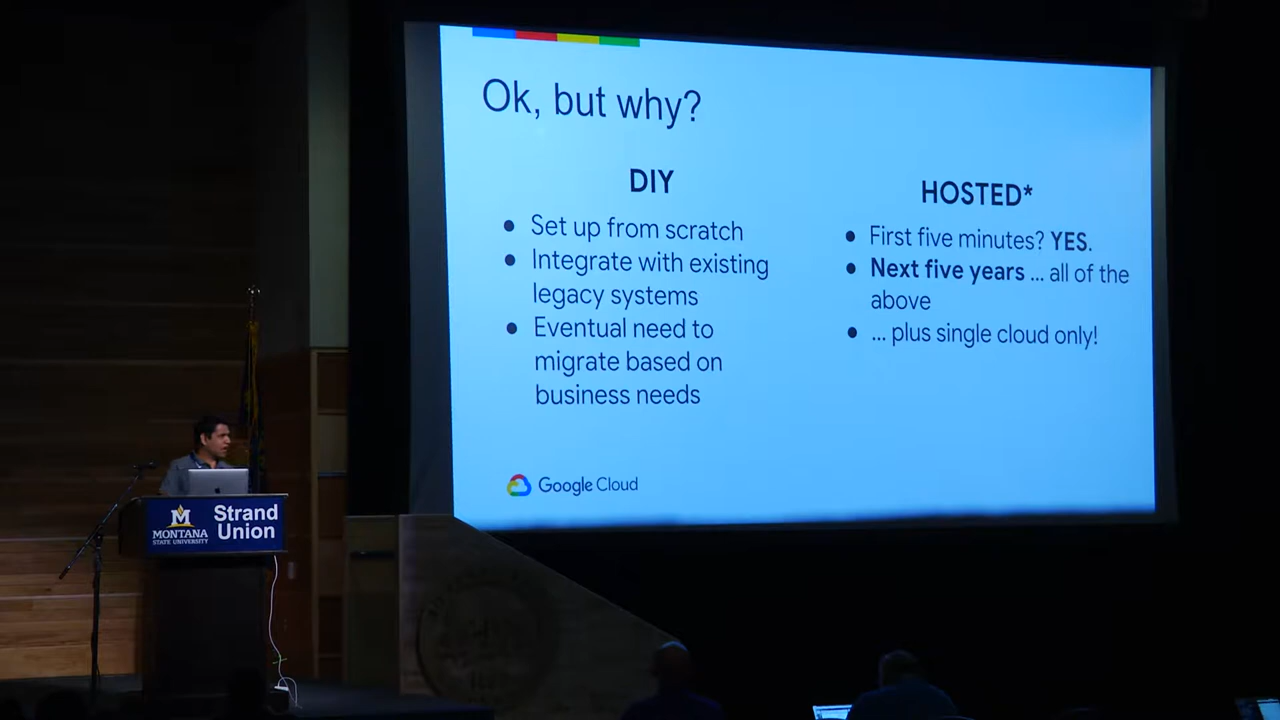 Ok, but why?
DIY
● Set up from scratch
● Integrate with existing
legacy systems
● Eventual need to
migrate based on
business needs
HOSTED*
● First five minutes? YES.
● Next five years ... all of the
above
● ... plus single cloud only!
Google Cloud
M
MONTANA
STATE UNIVERSITY
Strand
Union